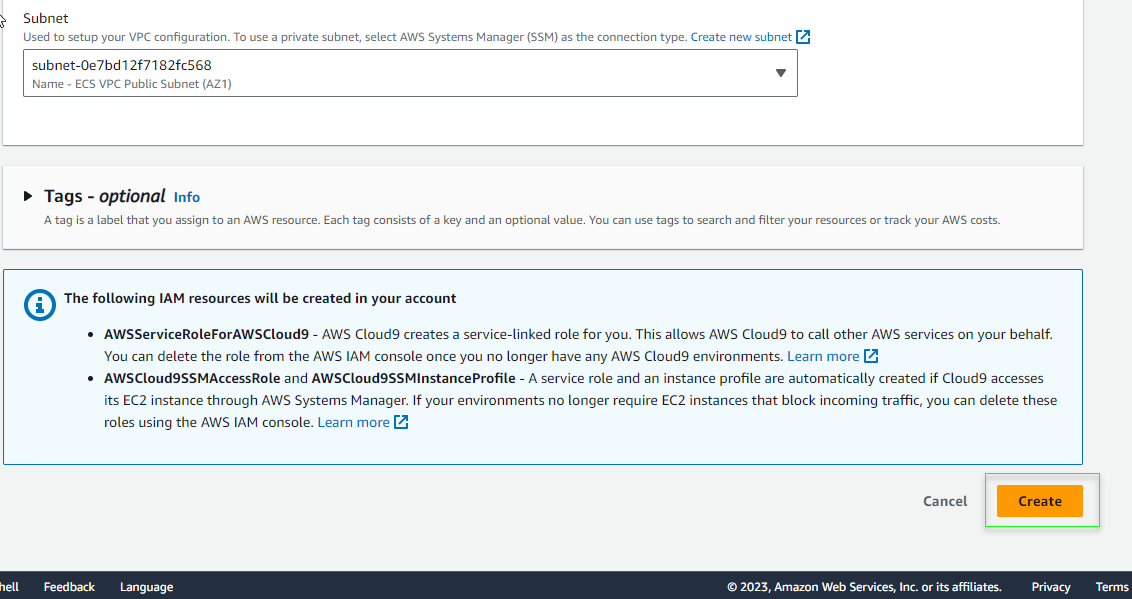 Subnet
Used to setup your VPC configuration. To use a private subnet, select AWS Systems Manager (SSM) as the connection type. Create new subnet
subnet-0e7bd12f7182fc568
Name - ECS VPC Public Subnet (AZ1)
Tags - optional Info
A tag is a label that you assign to an AWS resource. Each tag consists of a key and an optional value. You can use tags to search and filter your resources or track your AWS costs.
The following IAM resources will be created in your account
• AWSServiceRoleForAWSCloud9 - AWS Cloud9 creates a service-linked role for you. This allows AWS Cloud9 to call other AWS services on your behalf.
You can delete the role from the AWS IAM console once you no longer have any AWS Cloud9 environments. Learn more
• AWSCloud9SSMAccessRole and AWSCloud9SSMInstanceProfile - A service role and an instance profile are automatically created if Cloud9 accesses
its EC2 instance through AWS Systems Manager. If your environments no longer require EC2 instances that block incoming traffic, you can delete these
roles using the AWS IAM console. Learn more
Cancel Create
hell Feedback Language © 2023, Amazon Web Services, Inc. or its affiliates. Privacy Terms